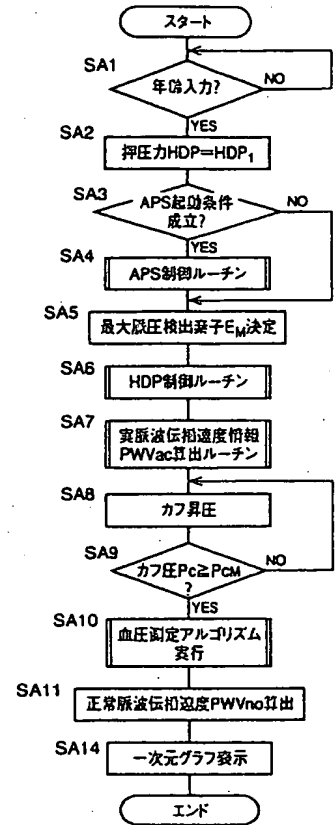 スタート
SA1
年齢入力?
NO
YES
SA2
押圧力HDP=HDP₁
SA3
APS起動条件
成立?
NO
YES
SA4
APS制御ルーチン
SA5
最大脈圧検出素子EM決定
SA6
HDP制御ルーチン
SA7
実脈波伝播速度情報
PWVac算出ルーチン
SA8
カフ昇圧
SA9
カフ圧Pc≧PCM
?
NO
YES
SA10
血圧測定アルゴリズム
実行
SA11
正常脈波伝播速度PWVno算出
SA14
一次元グラフ表示
エンド